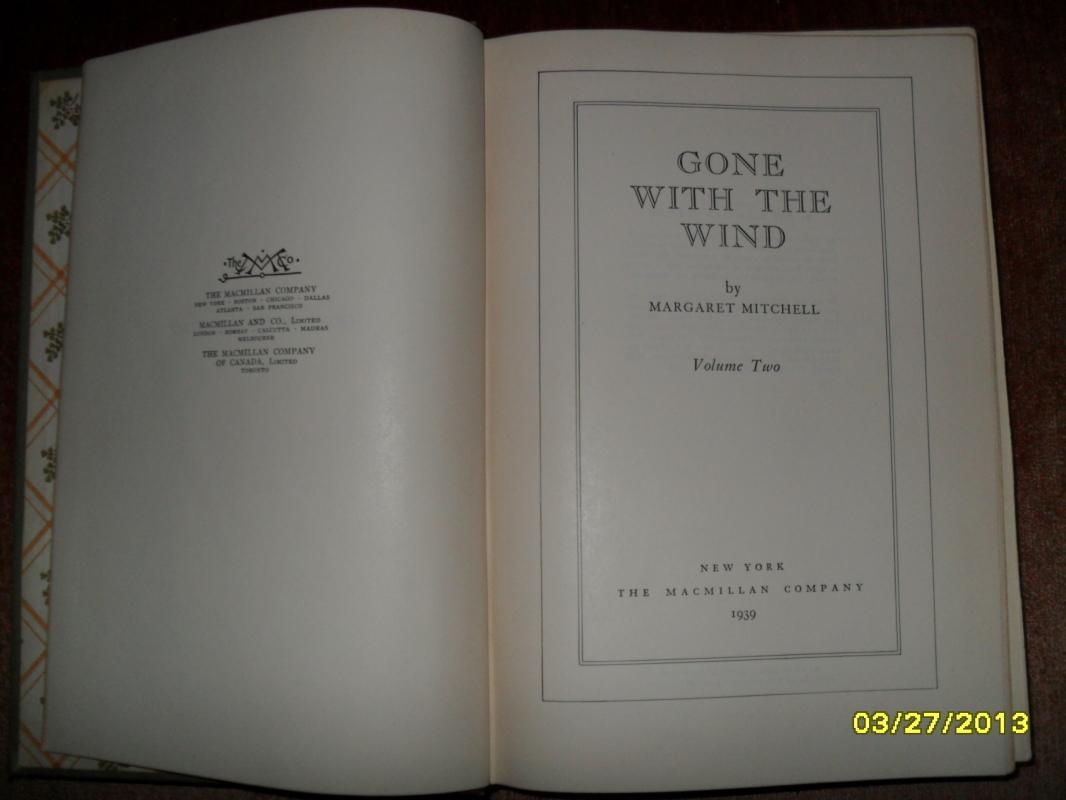 The M Co.
THE MACMILLAN COMPANY
NEW YORK · BOSTON · CHICAGO · DALLAS
ATLANTA · SAN FRANCISCO
MACMILLAN AND CO., LIMITED
LONDON · BOMBAY · CALCUTTA · MADRAS
MELBOURNE
THE MACMILLAN COMPANY
OF CANADA, LIMITED
TORONTO
GONE
WITH THE
WIND
by
MARGARET MITCHELL
Volume Two
NEW YORK
THE MACMILLAN COMPANY
1939
03/27/2013